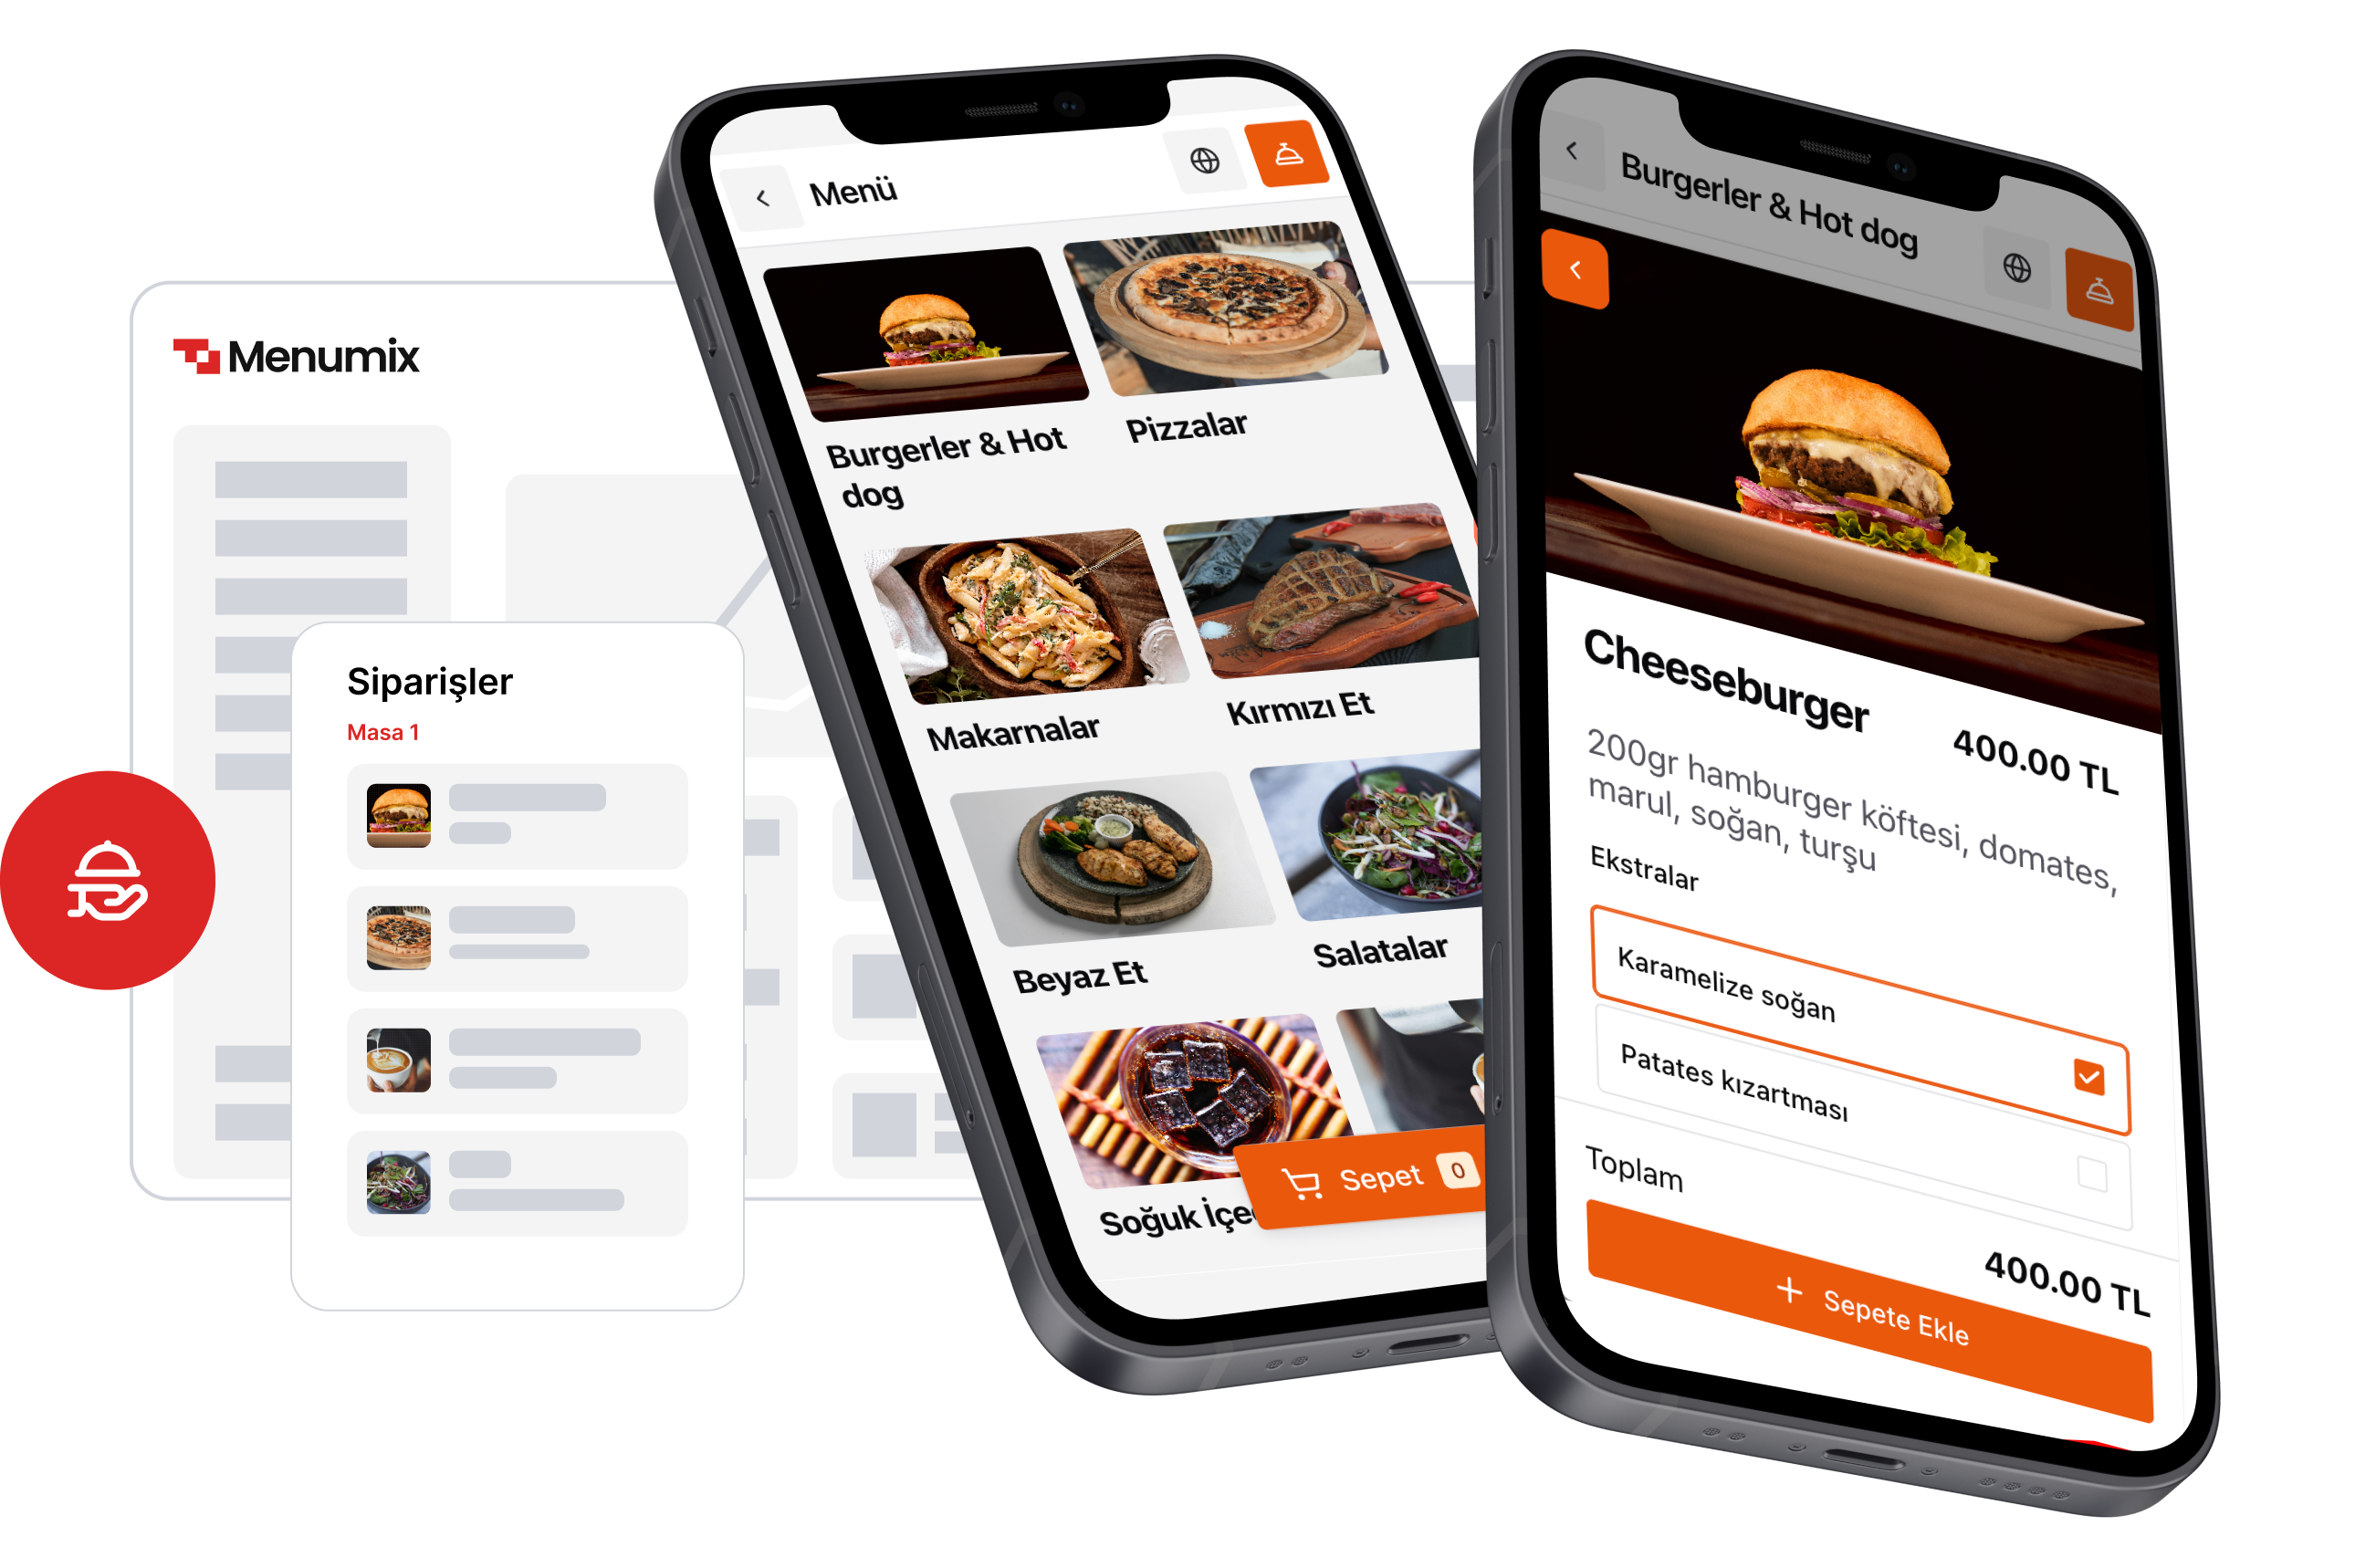 Menumix
Siparişler
Masa 1
Menü
Burgerler & Hot
dog
Pizzalar
Makarnalar
Kırmızı Et
Beyaz Et
Salatalar
Soğuk
Sepet 0
Burgerler & Hot dog
Cheeseburger
400.00 TL
200gr hamburger köftesi, domates,
marul, soğan, turşu
Ekstralar
Karamelize soğan
Patates kızartması
Toplam
400.00 TL
Sepete Ekle